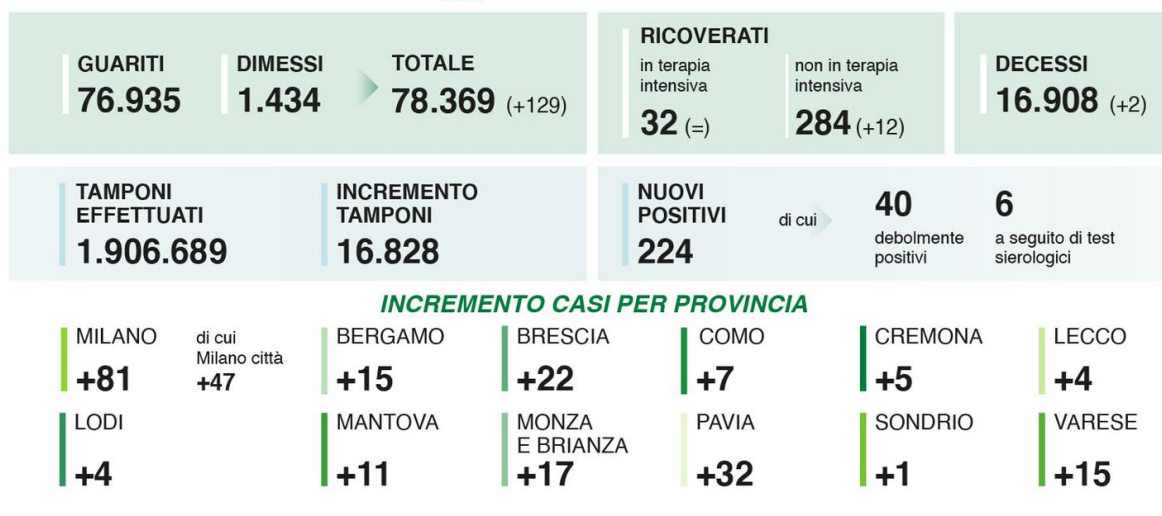 GUARITI
76.935
DIMESSI
1.434
TOTALE
78.369 (+129)
RICOVERATI
in terapia
intensiva
32 (=)
non in terapia
intensiva
284 (+12)
DECESSI
16.908 (+2)
TAMPONI
EFFETTUATI
1.906.689
INCREMENTO
TAMPONI
16.828
NUOVI
POSITIVI
224
di cui
40
debolmente
positivi
6
a seguito di test
sierologici
INCREMENTO CASI PER PROVINCIA
MILANO
+81
di cui
Milano città
+47
BERGAMO
+15
BRESCIA
+22
COMO
+7
CREMONA
+5
LECCO
+4
LODI
+4
MANTOVA
+11
MONZA
E BRIANZA
+17
PAVIA
+32
SONDRIO
+1
VARESE
+15